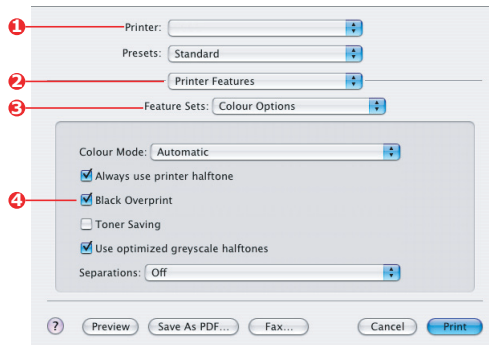 1 Printer:
Presets: Standard
2 Printer Features
3 Feature Sets: Colour Options
Colour Mode: Automatic
Always use printer halftone
4 Black Overprint
Toner Saving
Use optimized greyscale halftones
Separations: Off
? Preview Save As PDF... Fax... Cancel Print